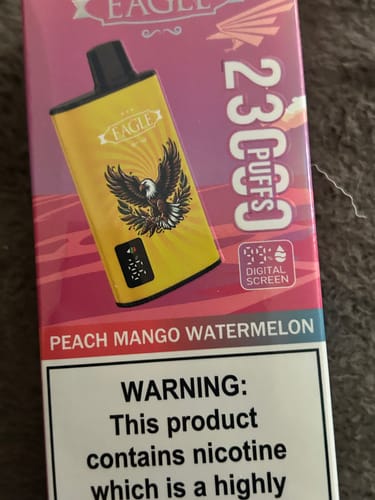 EAGLE
EAGLE
23000
PUFFS
DIGITAL
SCREEN
PEACH MANGO WATERMELON
WARNING:
This product
contains nicotine
which is a highly